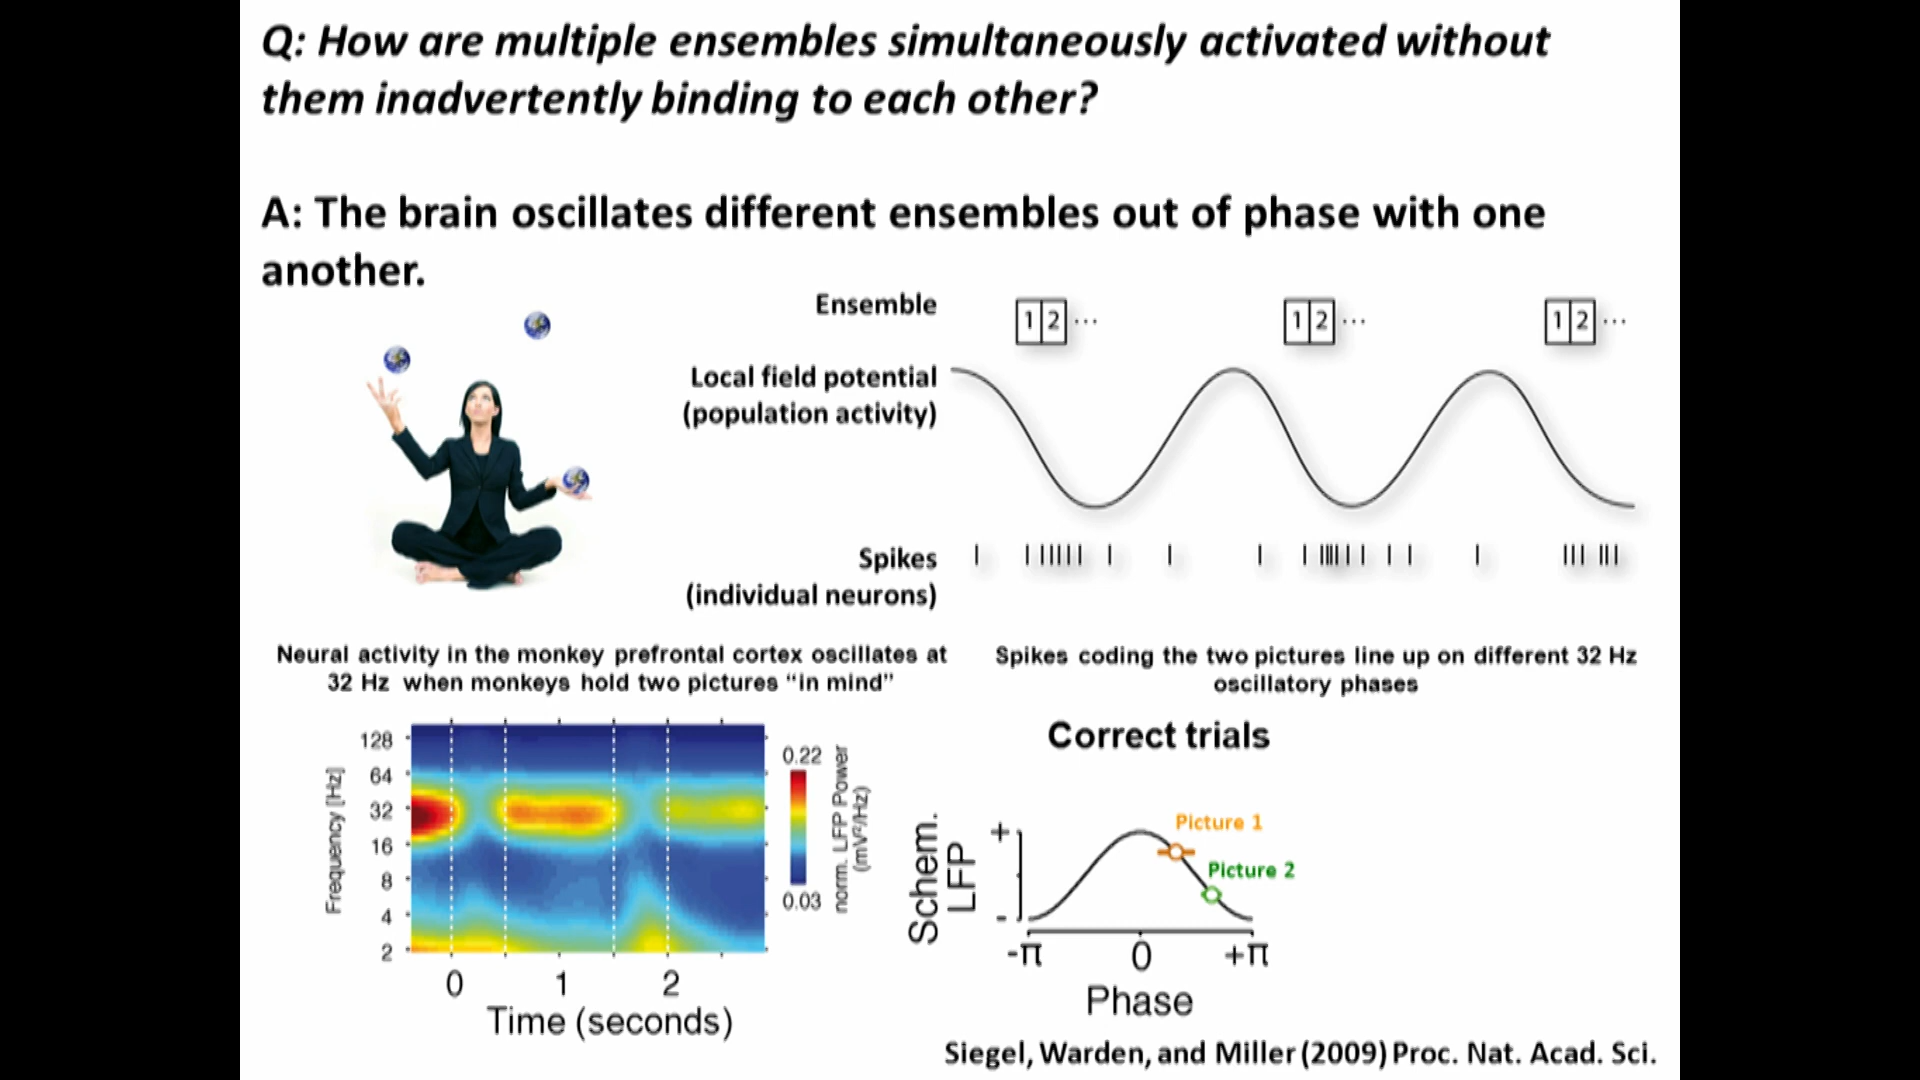 Q: How are multiple ensembles simultaneously activated without
them inadvertently binding to each other?
A: The brain oscillates different ensembles out of phase with one
another.
Ensemble
1 2 ...
1 2 ...
1 2 ...
Local field potential
(population activity)
Spikes
(individual neurons)
Neural activity in the monkey prefrontal cortex oscillates at
32 Hz when monkeys hold two pictures "in mind"
Spikes coding the two pictures line up on different 32 Hz
oscillatory phases
Frequency [Hz]
128
64
32
16
8
4
2
0 1 2
Time (seconds)
0.22
0.03
norm. LFP Power
(mV²/Hz)
Correct trials
Schem.
LFP
+
-
Picture 1
Picture 2
-π 0 +π
Phase
Siegel, Warden, and Miller (2009) Proc. Nat. Acad. Sci.